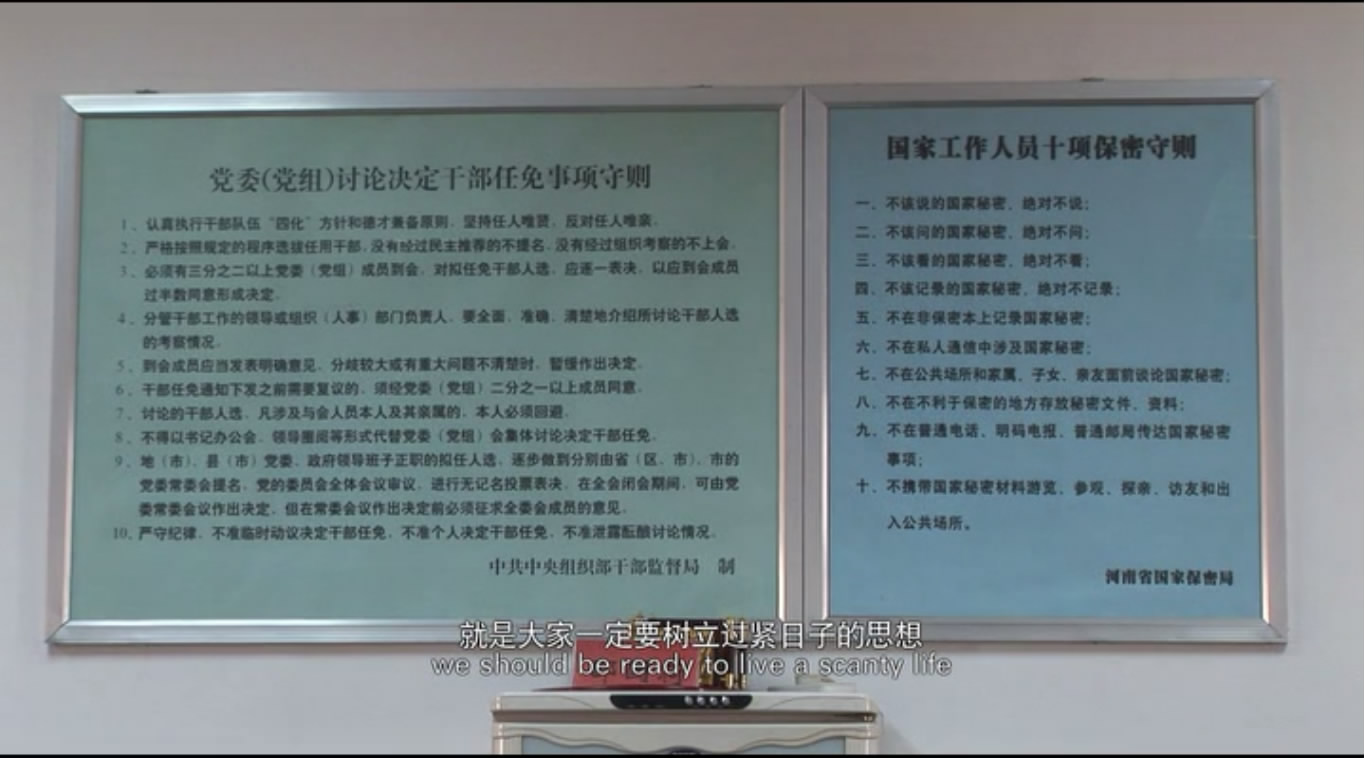 党委(党组)讨论决定干部任免事项守则
1、认真执行干部队伍“四化”方针和德才兼备原则，坚持任人唯贤，反对任人唯亲。
2、严格按照规定的程序选拔任用干部，没有经过民主推荐的不提名，没有经过组织考察的不上会。
3、必须有三分之二以上党委（党组）成员到会，对拟任免干部人选，应逐一表决，以应到会成员
过半数同意形成决定。
4、分管干部工作的领导或组织（人事）部门负责人，要全面、准确、清楚地介绍所讨论干部人选
的考察情况。
5、到会成员应当发表明确意见，分歧较大或有重大问题不清楚时，暂缓作出决定。
6、干部任免通知下发之前需要复议的，须经党委（党组）二分之一以上成员同意。
7、讨论的干部人选，凡涉及与会人员本人及其亲属的，本人必须回避。
8、不得以书记办公会、领导圈阅等形式代替党委（党组）会集体讨论决定干部任免。
9、地（市）、县（市）党委、政府领导班子正职的拟任人选，逐步做到分别由省（区、市）、市的
党委常委会提名，党的委员会全体会议审议，进行无记名投票表决，在全会闭会期间，可由党
委常委会议作出决定，但在常委会议作出决定前必须征求全委会成员的意见。
10、严守纪律，不准临时动议决定干部任免，不准个人决定干部任免，不准泄露酝酿讨论情况。
中共中央组织部干部监督局 制
国家工作人员十项保密守则
一、不该说的国家秘密，绝对不说；
二、不该问的国家秘密，绝对不问；
三、不该看的国家秘密，绝对不看；
四、不该记录的国家秘密，绝对不记录；
五、不在非保密本上记录国家秘密；
六、不在私人通信中涉及国家秘密；
七、不在公共场所和家属、子女、亲友面前谈论国家秘密；
八、不在不利于保密的地方存放秘密文件、资料；
九、不在普通电话、明码电报、普通邮局传达国家秘密
事项；
十、不携带国家秘密材料游览、参观、探亲、访友和出
入公共场所。
河南省国家保密局
就是大家一定要树立过紧日子的思想
we should be ready to live a scanty life